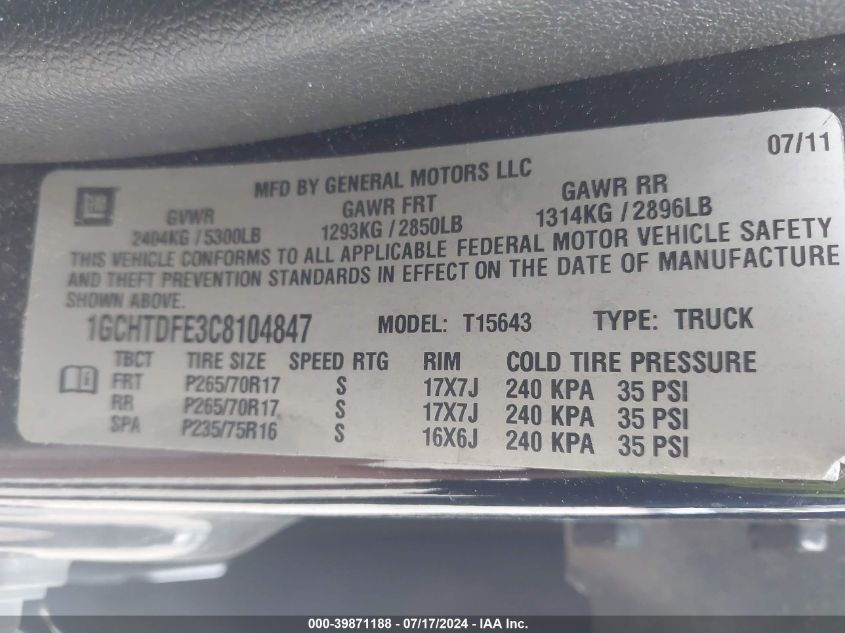 07/11
GM
MFD BY GENERAL MOTORS LLC
GVWR GAWR FRT GAWR RR
2404KG / 5300LB 1293KG / 2850LB 1314KG / 2896LB
THIS VEHICLE CONFORMS TO ALL APPLICABLE FEDERAL MOTOR VEHICLE SAFETY
AND THEFT PREVENTION STANDARDS IN EFFECT ON THE DATE OF MANUFACTURE
SHOWN ABOVE.
1GCHTDFE3C8104847 MODEL: T15643 TYPE: TRUCK
TBCT TIRE SIZE SPEED RTG RIM COLD TIRE PRESSURE
FRT P265/70R17 S 17X7J 240 KPA 35 PSI
RR P265/70R17 S 17X7J 240 KPA 35 PSI
SPA P235/75R16 S 16X6J 240 KPA 35 PSI
000-39871188 - 07/17/2024 - IAA Inc.